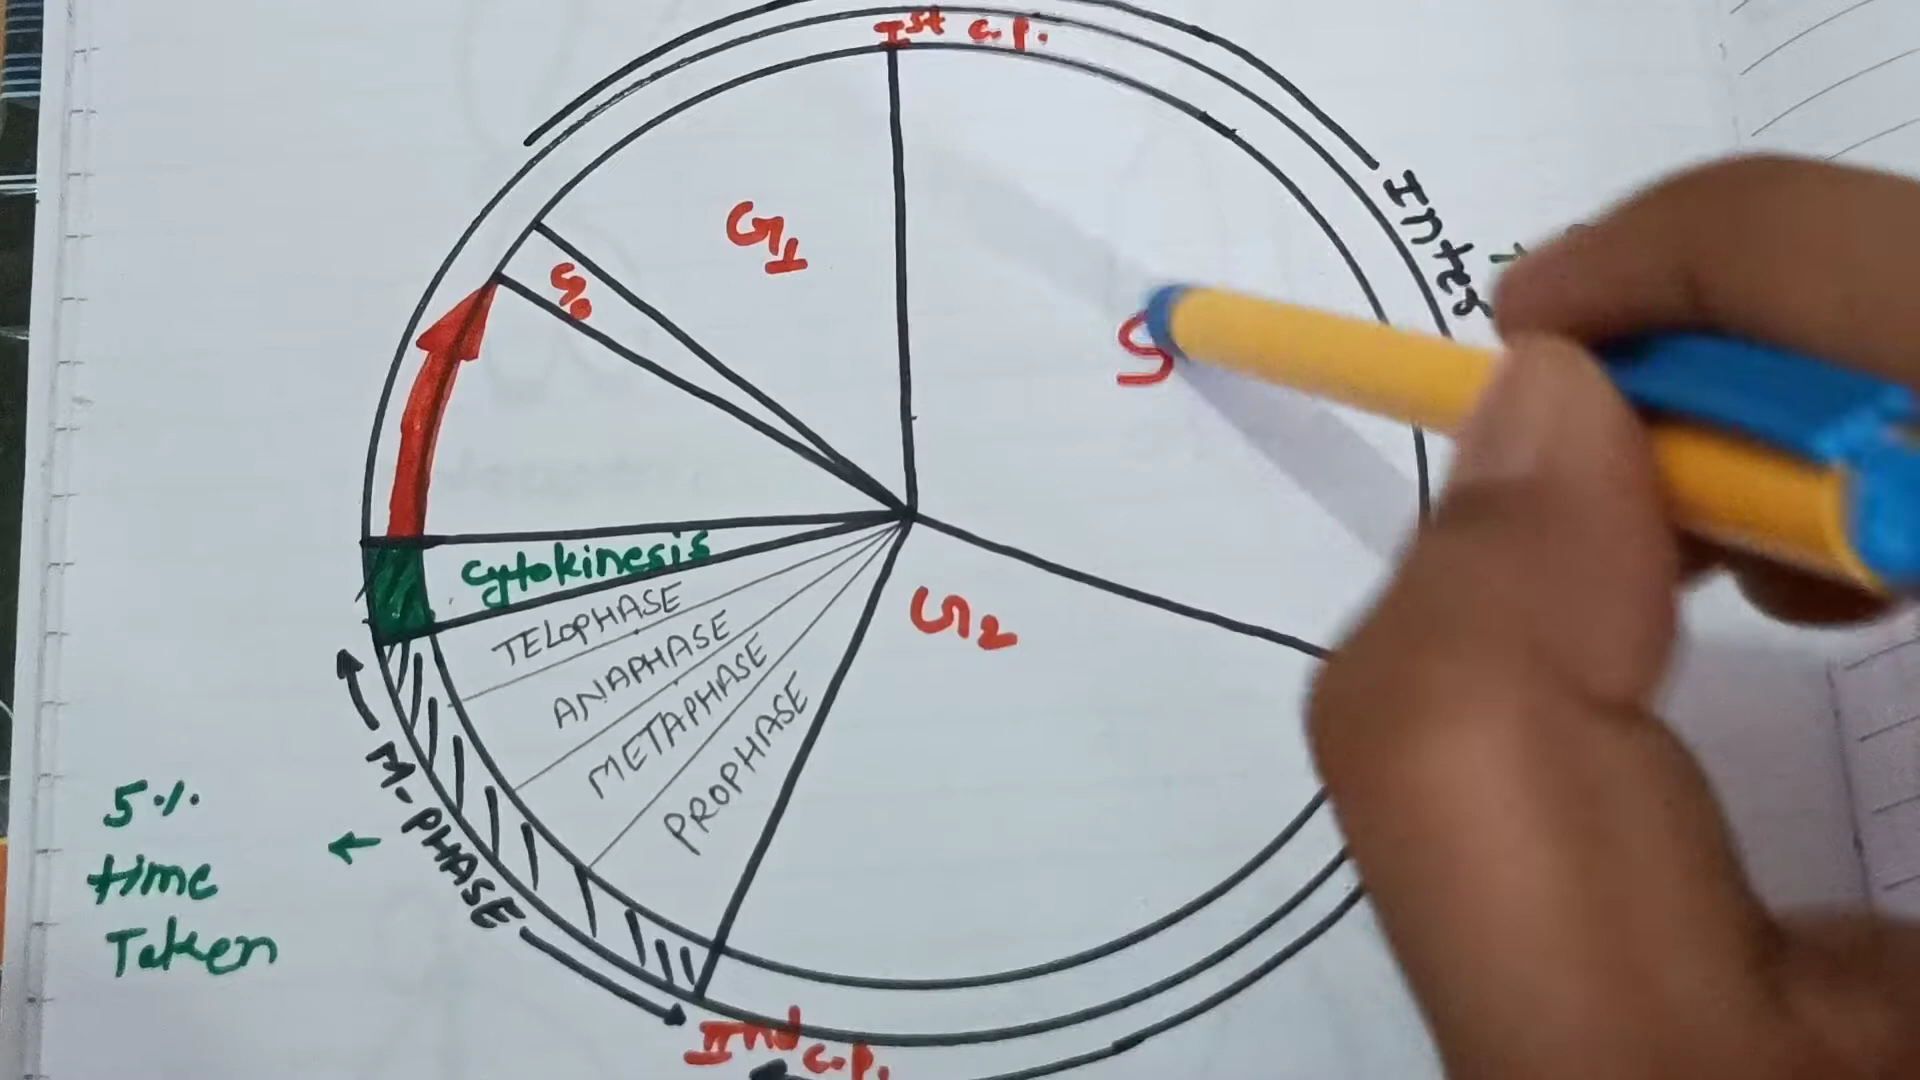 Ist c.p.
G1
Inter
G0
S
cytokinesis
TELOPHASE
G2
ANAPHASE
METAPHASE
PROPHASE
M-PHASE
5%
time
Taken
IInd c.p.